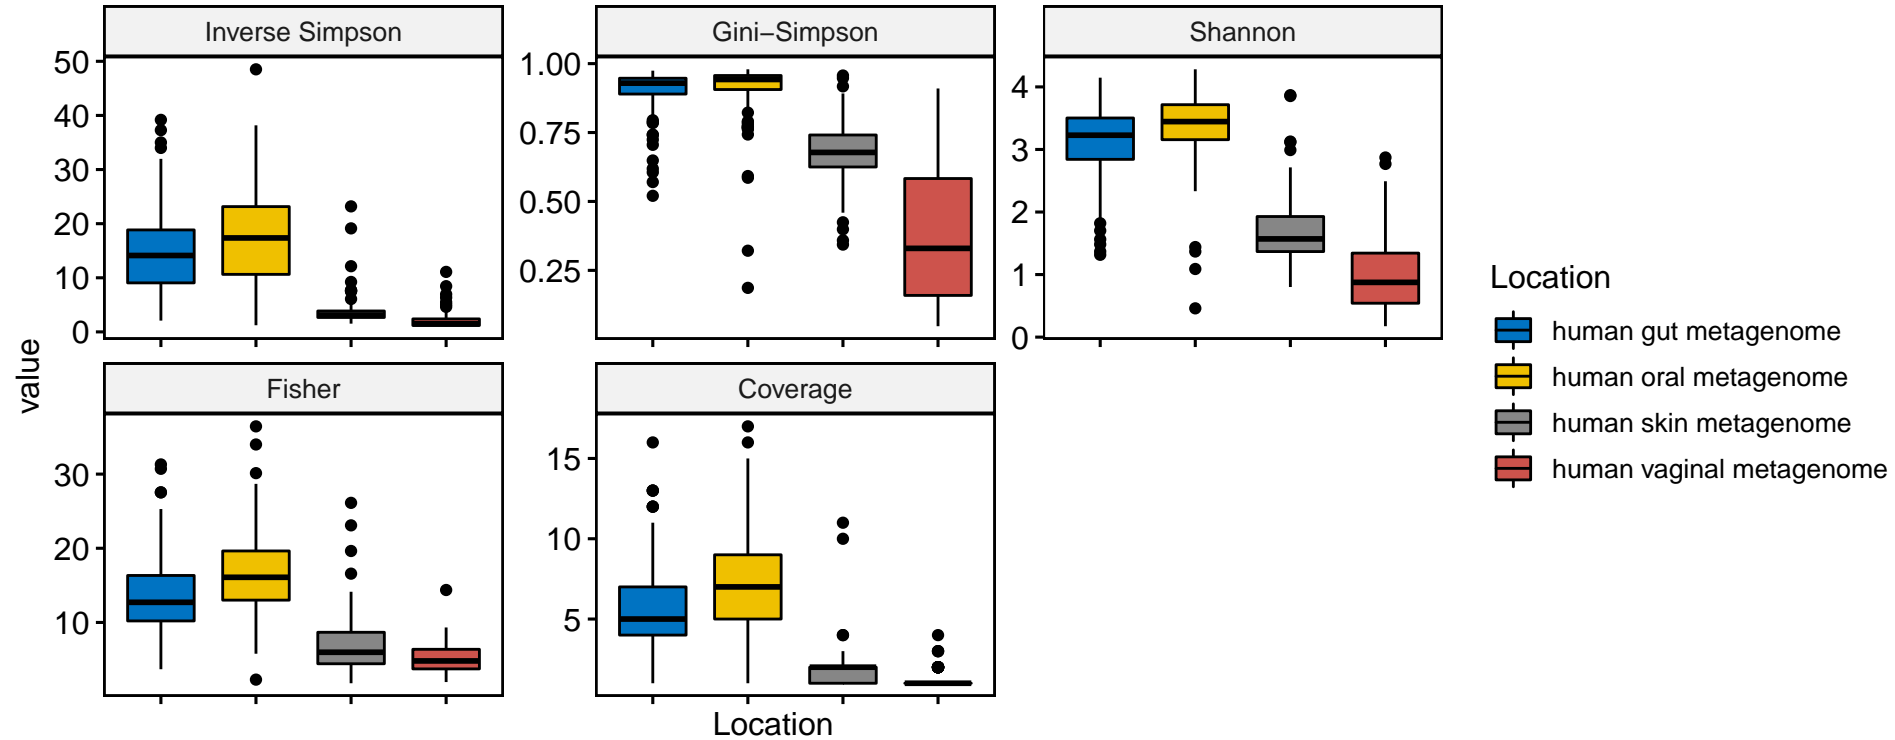 Inverse Simpson
50
40
30
20
10
0
Gini−Simpson
1.00
0.75
0.50
0.25
Shannon
4
3
2
1
0
value
Fisher
30
20
10
Coverage
15
10
5
Location
Location
human gut metagenome
human oral metagenome
human skin metagenome
human vaginal metagenome